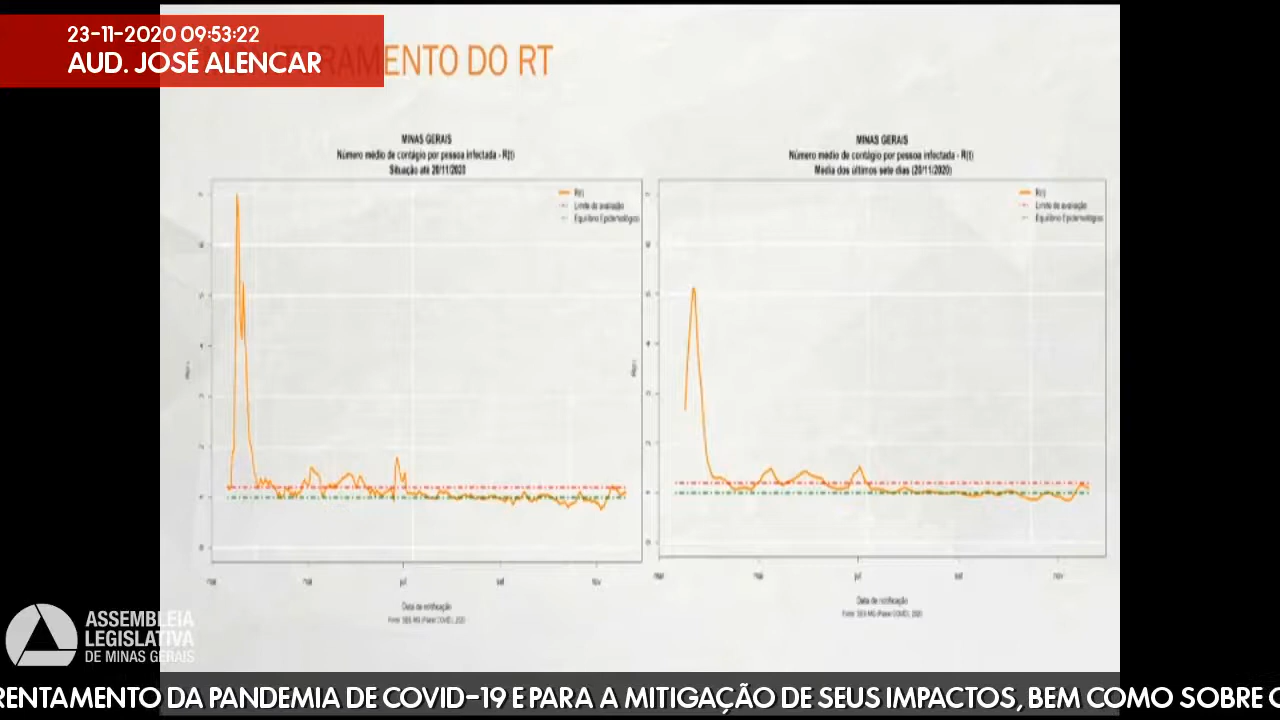 23-11-2020 09:53:22
AUD. JOSÉ ALENCAR
RAMENTO DO RT
MINAS GERAIS
Número médio de contágio por pessoa infectada - R(t)
Situação até 20/11/2020
R(t)
Limite de avaliação
Equilíbrio Epidemiológico
mai
jul
set
nov
Data de notificação
MINAS GERAIS
Número médio de contágio por pessoa infectada - R(t)
Média dos últimos sete dias (20/11/2020)
R(t)
Limite de avaliação
Equilíbrio Epidemiológico
mai
jul
set
nov
Data de notificação
ASSEMBLEIA
LEGISLATIVA
DE MINAS GERAIS
RENTAMENTO DA PANDEMIA DE COVID-19 E PARA A MITIGAÇÃO DE SEUS IMPACTOS, BEM COMO SOBRE